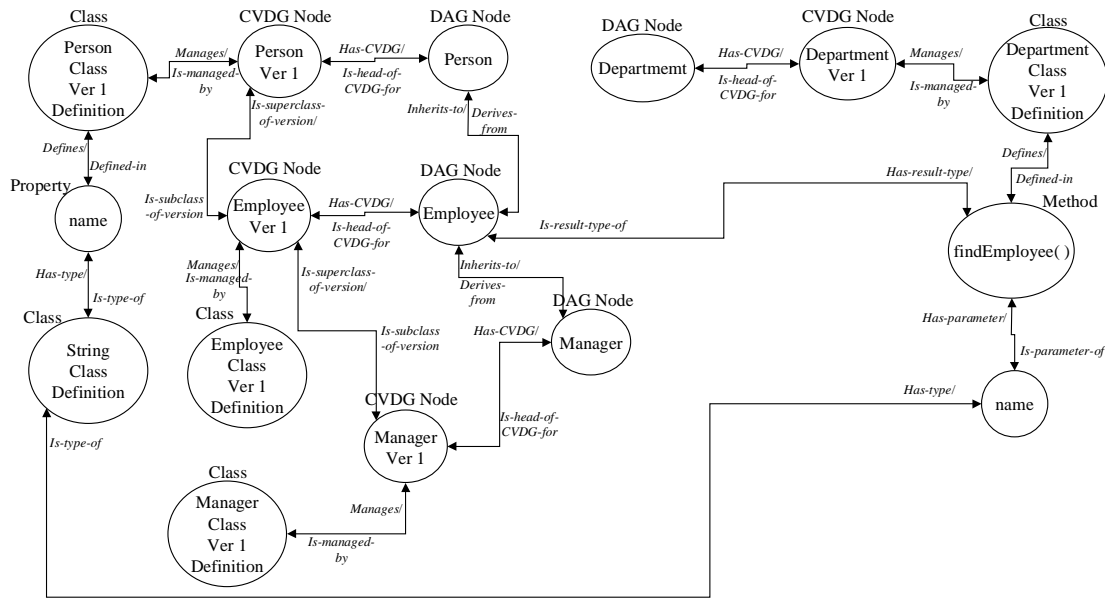 Class
Person
Class
Ver 1
Definition
Manages/
Is-managed-
by
CVDG Node
Person
Ver 1
Has-CVDG/
Is-head-of-
CVDG-for
DAG Node
Person
DAG Node
Departmemt
Has-CVDG/
Is-head-of-
CVDG-for
CVDG Node
Department
Ver 1
Manages/
Is-managed-
by
Class
Department
Class
Ver 1
Definition
Defines/
Defined-in
Is-superclass-
of-version/
Inherits-to/
Derives-
from
Defines/
Defined-in
Property
name
Is-subclass
-of-version
CVDG Node
Employee
Ver 1
Has-CVDG/
Is-head-of-
CVDG-for
DAG Node
Employee
Has-result-type/
Is-result-type-of
Method
findEmployee( )
Has-type/
Is-type-of
Manages/
Is-managed-
by
Is-superclass-
of-version/
Inherits-to/
Derives-
from
DAG Node
Manager
Has-parameter/
Is-parameter-of
Class
String
Class
Definition
Class
Employee
Class
Ver 1
Definition
Is-subclass
-of-version
Has-CVDG/
Is-head-of-
CVDG-for
Has-type/
name
Is-type-of
CVDG Node
Manager
Ver 1
Class
Manager
Class
Ver 1
Definition
Manages/
Is-managed-
by